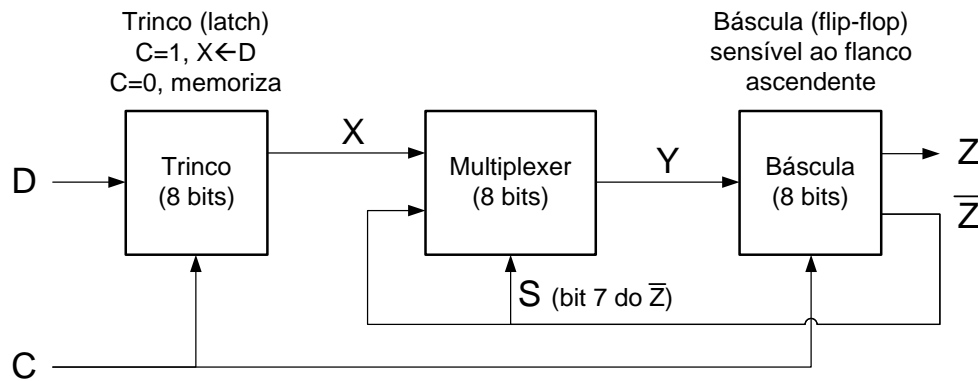 Trinco (latch)
C=1, X←D
C=0, memoriza
Báscula (flip-flop)
sensível ao flanco
ascendente
D
Trinco
(8 bits)
X
Multiplexer
(8 bits)
Y
Báscula
(8 bits)
Z
Z̅
S (bit 7 do Z̅)
C